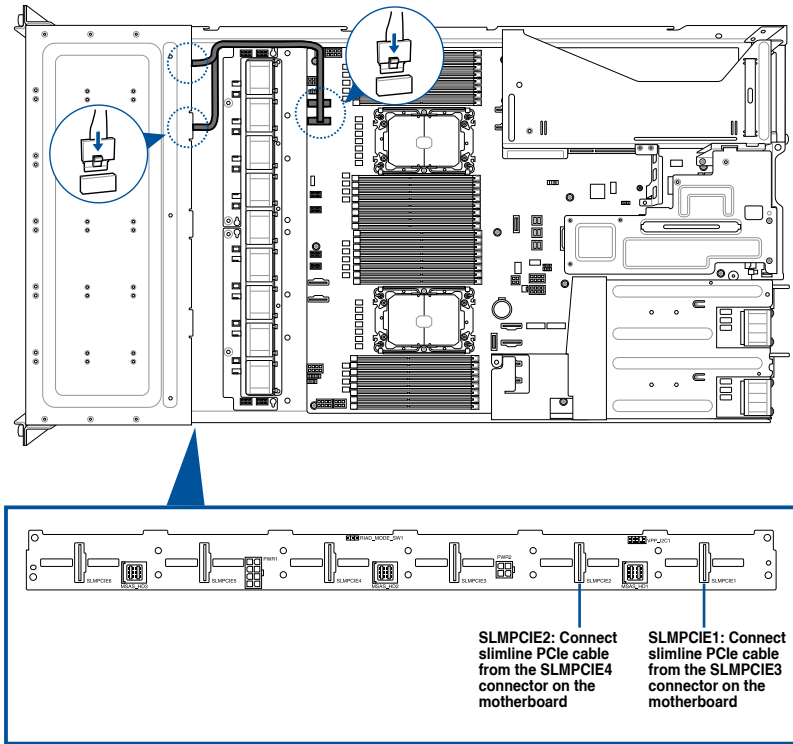 RIAD_MODE_SW1
VPP_I2C1
PWR1
PWR2
SLMPCIE6
MSAS_HD3
SLMPCIE5
SLMPCIE4
MSAS_HD2
SLMPCIE3
SLMPCIE2
MSAS_HD1
SLMPCIE1
SLMPCIE2: Connect
slimline PCIe cable
from the SLMPCIE4
connector on the
motherboard
SLMPCIE1: Connect
slimline PCIe cable
from the SLMPCIE3
connector on the
motherboard